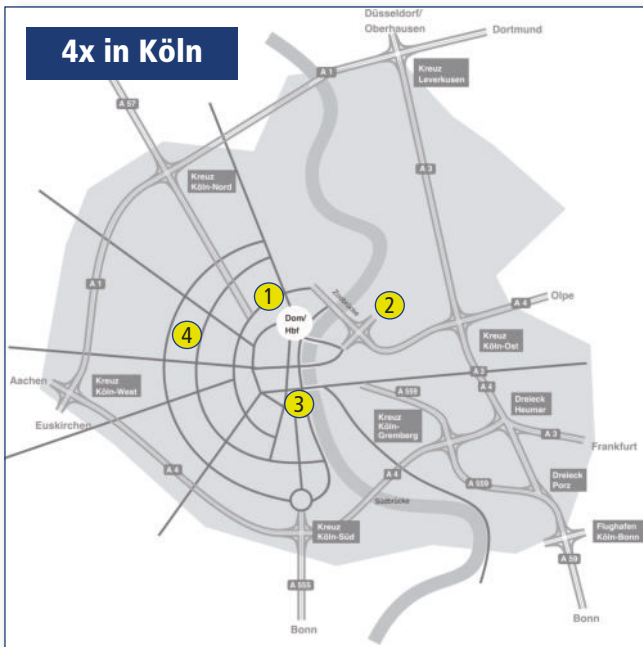 4x in Köln
Düsseldorf/
Oberhausen
Dortmund
Kreuz
Leverkusen
A 1
A 57
Kreuz
Köln-Nord
A 3
A 1
1
Zoobrücke
2
Dom/
Hbf
A 4
Olpe
4
Kreuz
Köln-Ost
A 3
A 4
Aachen
Kreuz
Köln-West
3
A 559
Dreieck
Heumar
Euskirchen
Kreuz
Köln-
Gremberg
A 3
Frankfurt
A 4
A 4
A 559
Dreieck
Porz
Südbrücke
Kreuz
Köln-Süd
Flughafen
Köln-Bonn
A 59
A 555
Bonn
Bonn